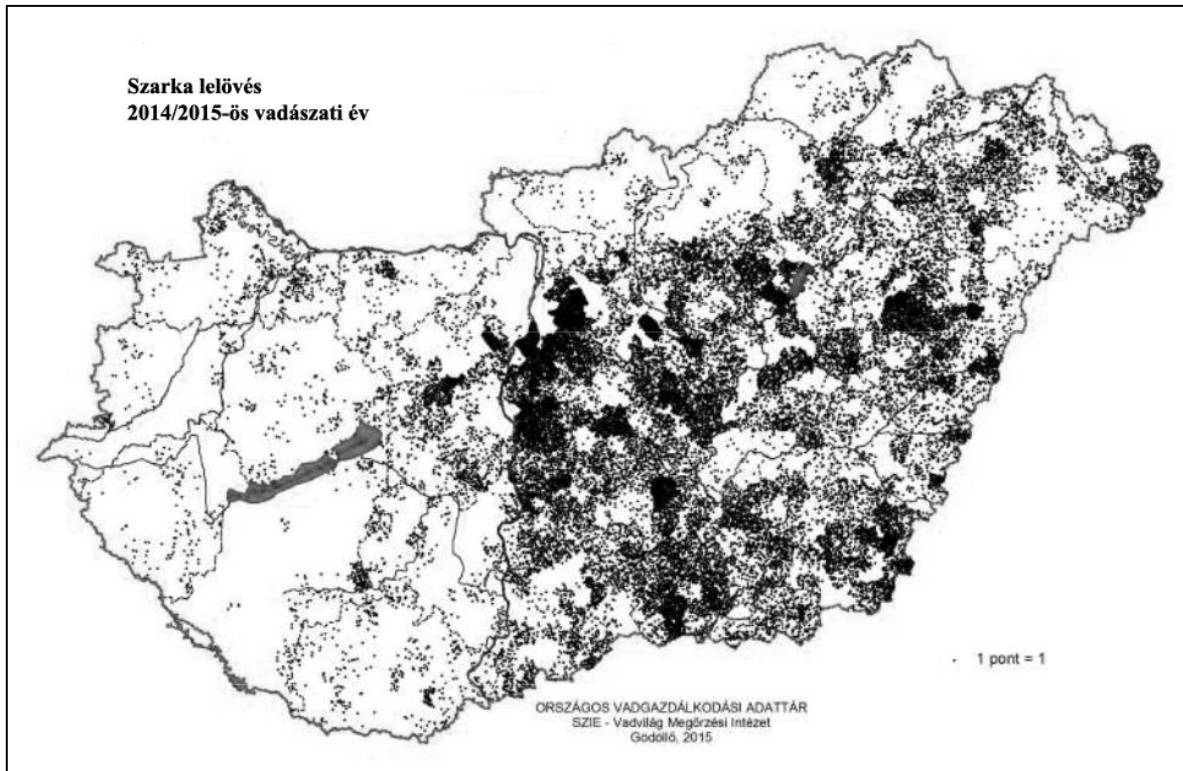 Szarka lelövés
2014/2015-ös vadászati év
1 pont = 1
ORSZÁGOS VADGAZDÁLKODÁSI ADATTÁR
SZIE - Vadvilág Megőrzési Intézet
Gödöllő, 2015